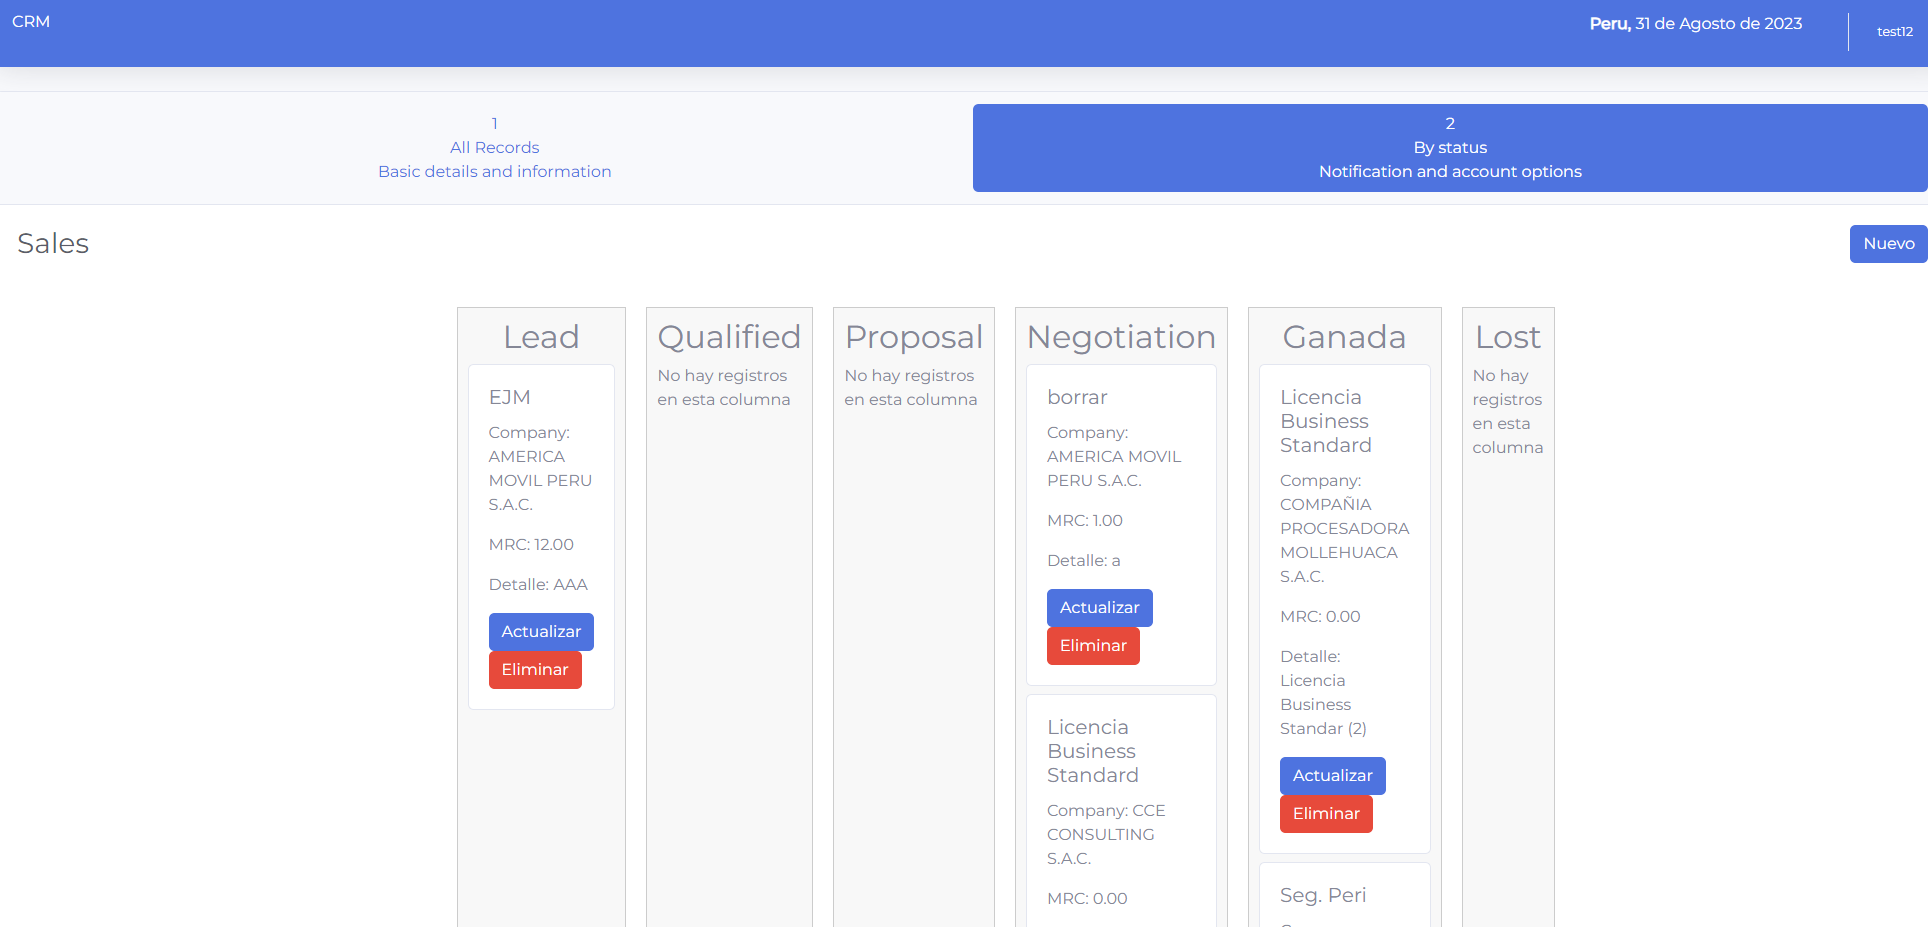 CRM
Peru, 31 de Agosto de 2023
test12
1
All Records
Basic details and information
2
By status
Notification and account options
Sales
Nuevo
Lead
EJM
Company:
AMERICA
MOVIL PERU
S.A.C.
MRC: 12.00
Detalle: AAA
Actualizar
Eliminar
Qualified
No hay registros
en esta columna
Proposal
No hay registros
en esta columna
Negotiation
borrar
Company:
AMERICA MOVIL
PERU S.A.C.
MRC: 1.00
Detalle: a
Actualizar
Eliminar
Licencia
Business
Standard
Company: CCE
CONSULTING
S.A.C.
MRC: 0.00
Ganada
Licencia
Business
Standard
Company:
COMPAÑIA
PROCESADORA
MOLLEHUACA
S.A.C.
MRC: 0.00
Detalle:
Licencia
Business
Standar (2)
Actualizar
Eliminar
Seg. Peri
Lost
No hay
registros
en esta
columna